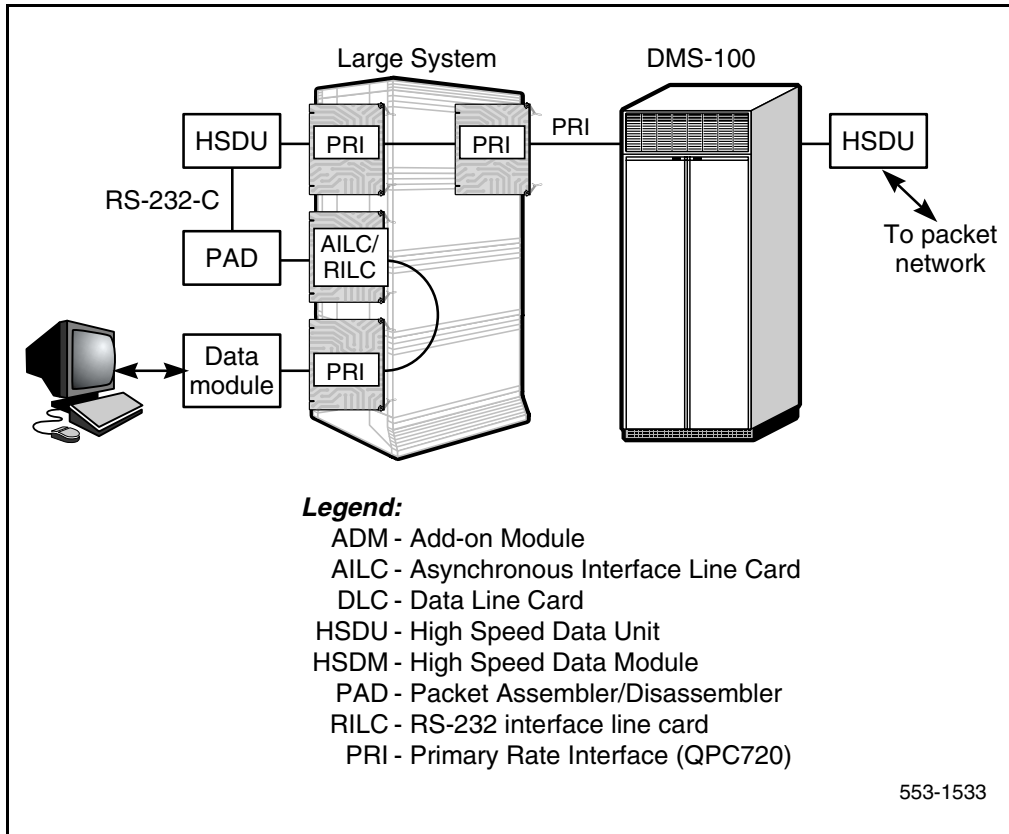 Large System
DMS-100
HSDU
PRI
PRI
PRI
HSDU
RS-232-C
PAD
AILC/
RILC
To packet
network
Data
module
PRI
Legend:
ADM - Add-on Module
AILC - Asynchronous Interface Line Card
DLC - Data Line Card
HSDU - High Speed Data Unit
HSDM - High Speed Data Module
PAD - Packet Assembler/Disassembler
RILC - RS-232 interface line card
PRI - Primary Rate Interface (QPC720)
553-1533